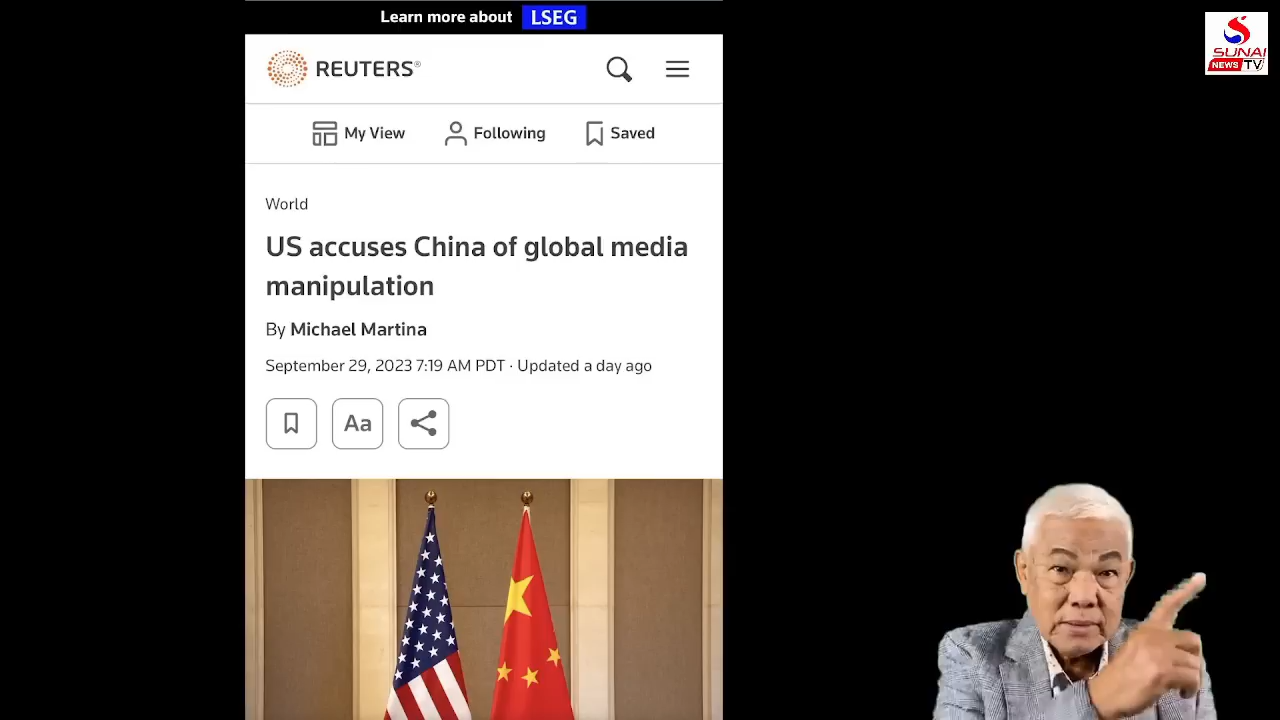 Learn more about LSEG
REUTERS®
My View Following Saved
World
US accuses China of global media
manipulation
By Michael Martina
September 29, 2023 7:19 AM PDT · Updated a day ago
Aa
SUNAI
NEWS TV